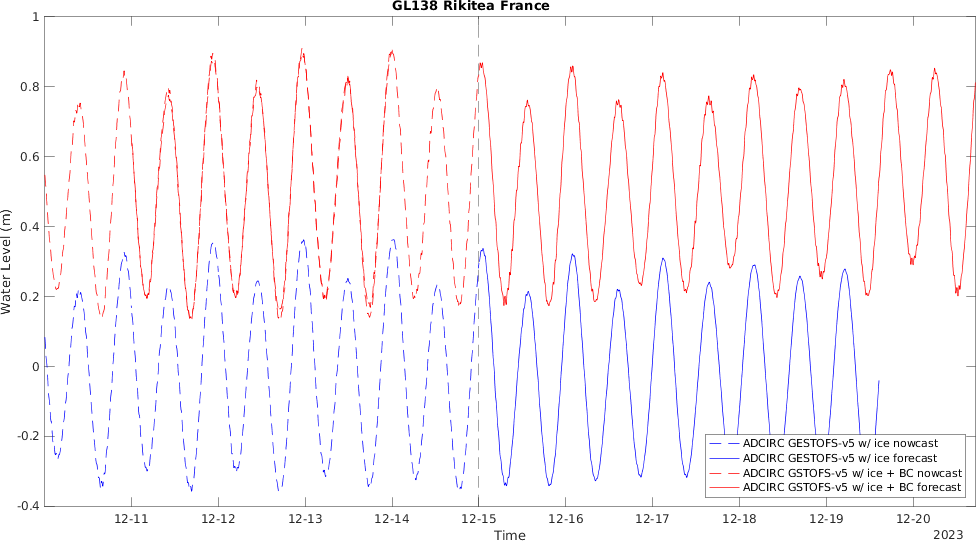 GL138 Rikitea France
Water Level (m)
1
0.8
0.6
0.4
0.2
0
-0.2
-0.4
12-11 12-12 12-13 12-14 12-15 12-16 12-17 12-18 12-19 12-20
Time
2023
ADCIRC GESTOFS-v5 w/ ice nowcast
ADCIRC GESTOFS-v5 w/ ice forecast
ADCIRC GSTOFS-v5 w/ ice + BC nowcast
ADCIRC GSTOFS-v5 w/ ice + BC forecast